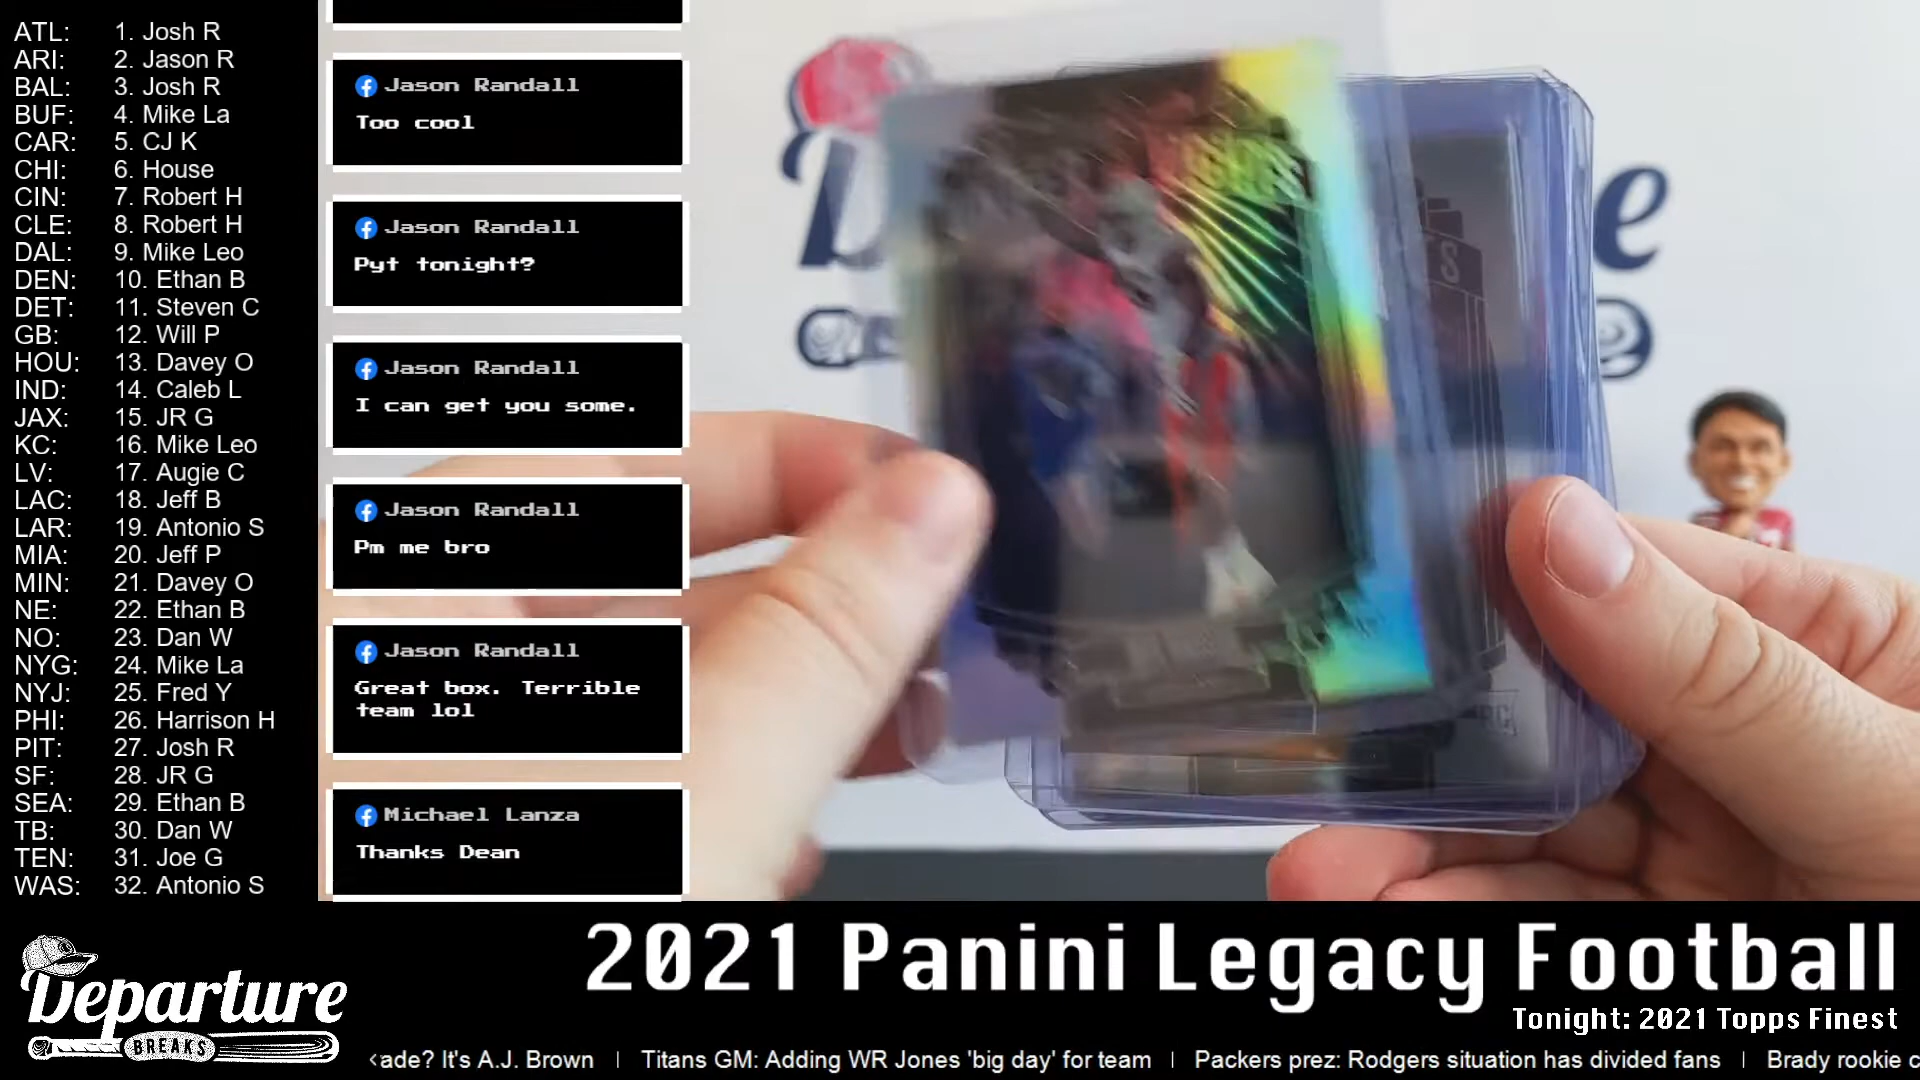 ATL: 1. Josh R
ARI: 2. Jason R
BAL: 3. Josh R
BUF: 4. Mike La
CAR: 5. CJ K
CHI: 6. House
CIN: 7. Robert H
CLE: 8. Robert H
DAL: 9. Mike Leo
DEN: 10. Ethan B
DET: 11. Steven C
GB: 12. Will P
HOU: 13. Davey O
IND: 14. Caleb L
JAX: 15. JR G
KC: 16. Mike Leo
LV: 17. Augie C
LAC: 18. Jeff B
LAR: 19. Antonio S
MIA: 20. Jeff P
MIN: 21. Davey O
NE: 22. Ethan B
NO: 23. Dan W
NYG: 24. Mike La
NYJ: 25. Fred Y
PHI: 26. Harrison H
PIT: 27. Josh R
SF: 28. JR G
SEA: 29. Ethan B
TB: 30. Dan W
TEN: 31. Joe G
WAS: 32. Antonio S
Jason Randall
Too cool
Jason Randall
Pyt tonight?
Jason Randall
I can get you some.
Jason Randall
Pm me bro
Jason Randall
Great box. Terrible
team lol
Michael Lanza
Thanks Dean
Departure
BREAKS
2021 Panini Legacy Football
Tonight: 2021 Topps Finest
ade? It's A.J. Brown | Titans GM: Adding WR Jones 'big day' for team | Packers prez: Rodgers situation has divided fans | Brady rookie c